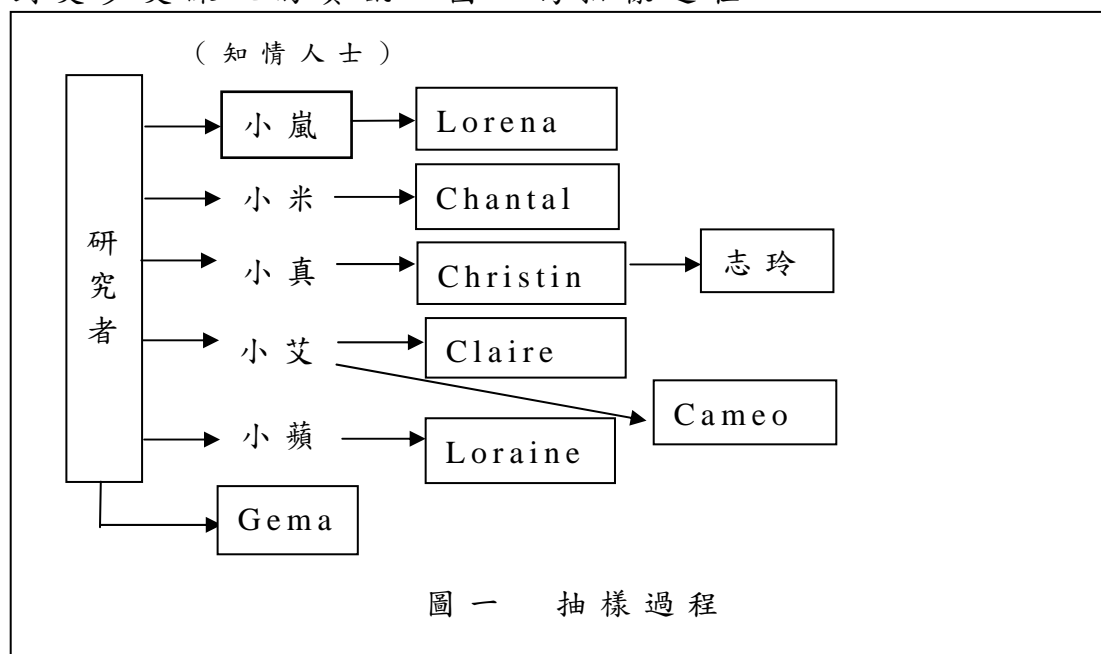 （知情人士）
小嵐 Lorena
小米 Chantal
研究者
小真 Christin 志玲
小艾 Claire
Cameo
小蘋 Loraine
Gema
圖一 抽樣過程